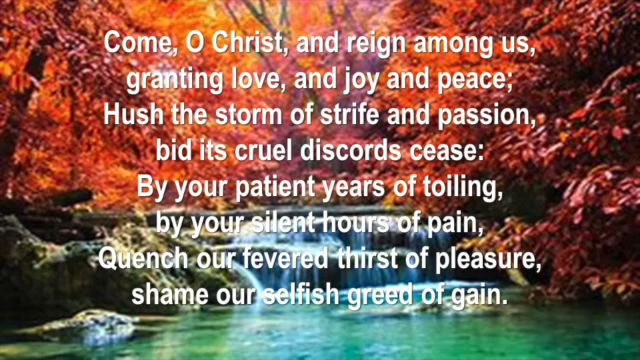 Come, O Christ, and reign among us,
granting love, and joy and peace;
Hush the storm of strife and passion,
bid its cruel discords cease:
By your patient years of toiling,
by your silent hours of pain,
Quench our fevered thirst of pleasure,
shame our selfish greed of gain.